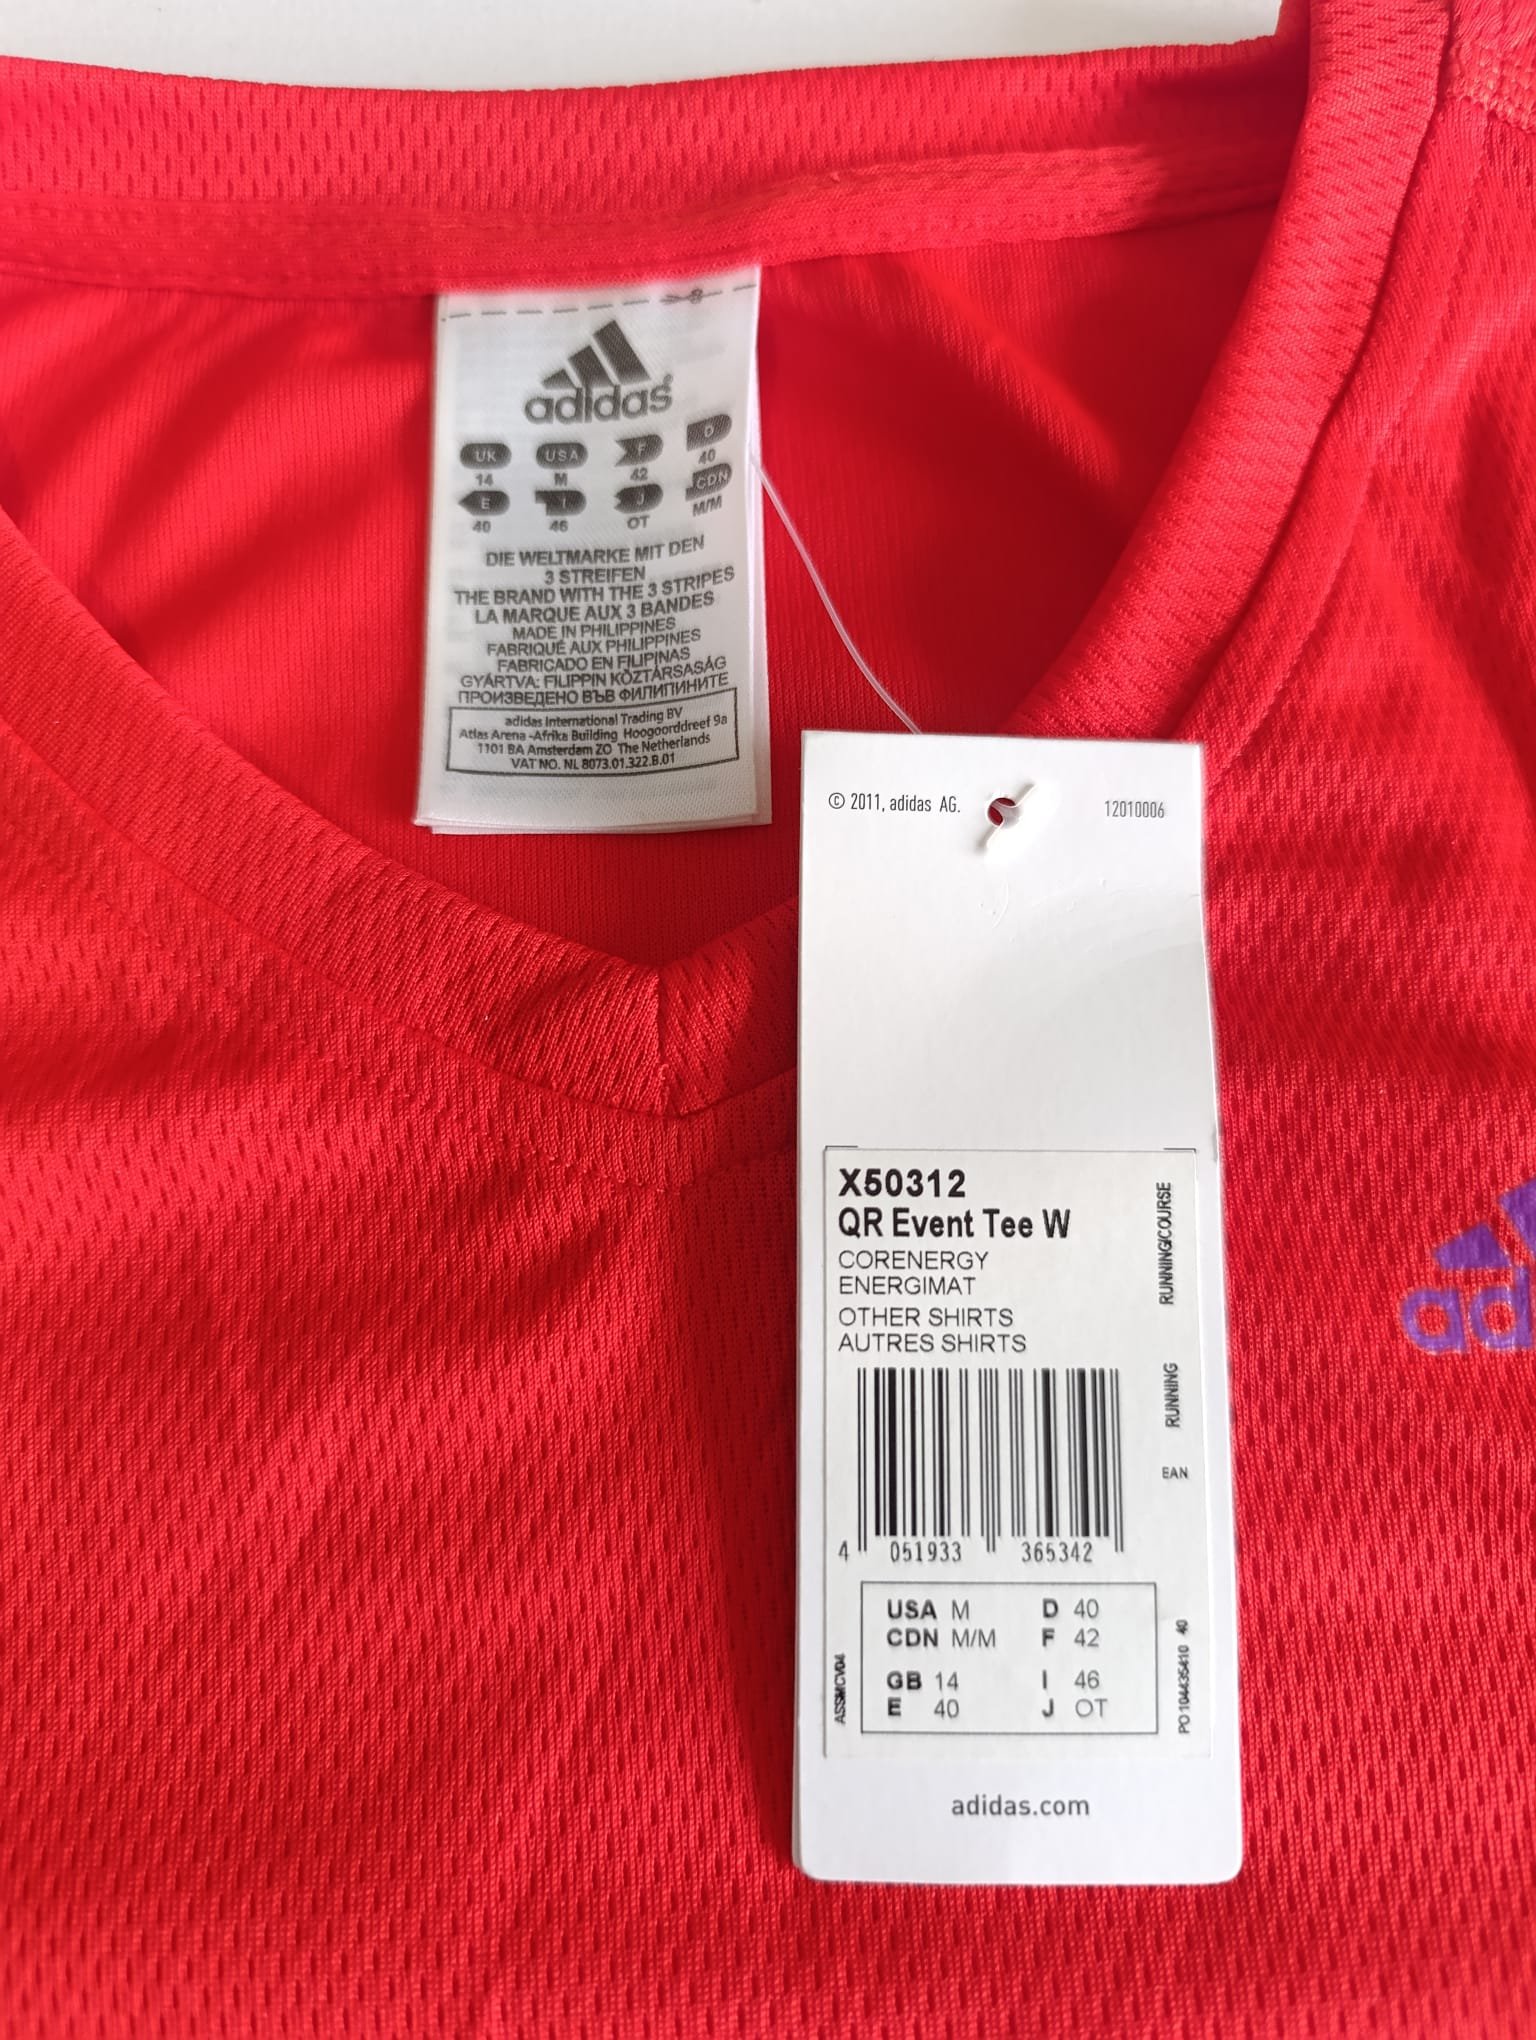 adidas
UK USA F D
14 M 42 40
E I J CDN
40 46 OT M/M
DIE WELTMARKE MIT DEN
3 STREIFEN
THE BRAND WITH THE 3 STRIPES
LA MARQUE AUX 3 BANDES
MADE IN PHILIPPINES
FABRIQUÉ AUX PHILIPPINES
FABRICADO EN FILIPINAS
GYÁRTVA: FILIPPIN KÖZTÁRSASÁG
ПРОИЗВЕДЕНО ВЪВ ФИЛИПИНИТЕ
adidas International Trading BV
Atlas Arena -Afrika Building Hoogoorddreef 9a
1101 BA Amsterdam ZO The Netherlands
VAT NO. NL 8073.01.322.B.01
© 2011, adidas AG. 12010006
X50312
QR Event Tee W
CORENERGY
ENERGIMAT
OTHER SHIRTS
AUTRES SHIRTS
RUNNING/COURSE
RUNNING
EAN
4 051933 365342
USA M D 40
CDN M/M F 42
GB 14 I 46
E 40 J OT
ASSMCV04
PO 104435410 40
adidas.com
ad